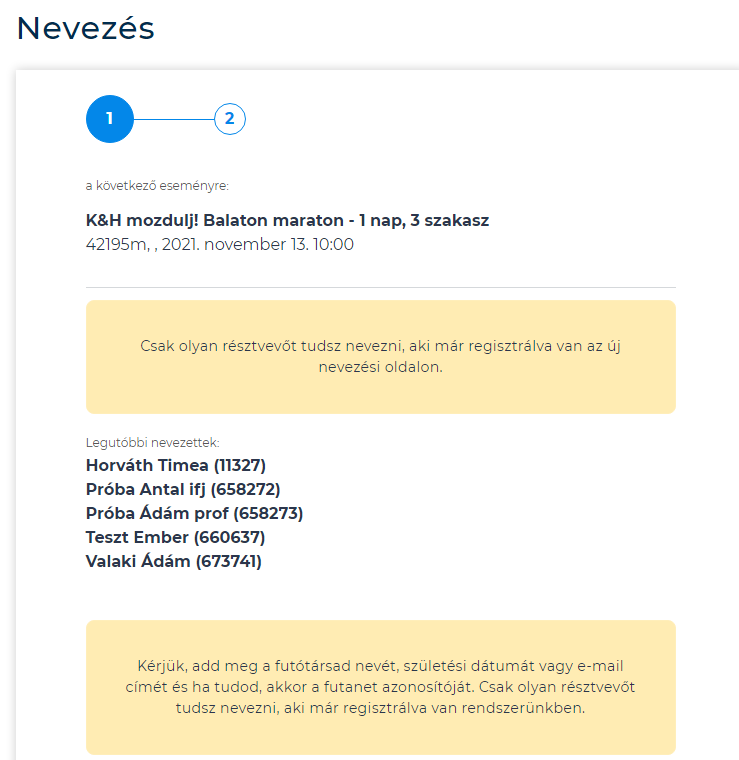 Nevezés
1
2
a következő eseményre:
K&H mozdulj! Balaton maraton - 1 nap, 3 szakasz
42195m, , 2021. november 13. 10:00
Csak olyan résztvevőt tudsz nevezni, aki már regisztrálva van az új
nevezési oldalon.
Legutóbbi nevezettek:
Horváth Timea (11327)
Próba Antal ifj (658272)
Próba Ádám prof (658273)
Teszt Ember (660637)
Valaki Ádám (673741)
Kérjük, add meg a futótársad nevét, születési dátumát vagy e-mail
címét és ha tudod, akkor a futanet azonosítóját. Csak olyan résztvevőt
tudsz nevezni, aki már regisztrálva van rendszerünkben.